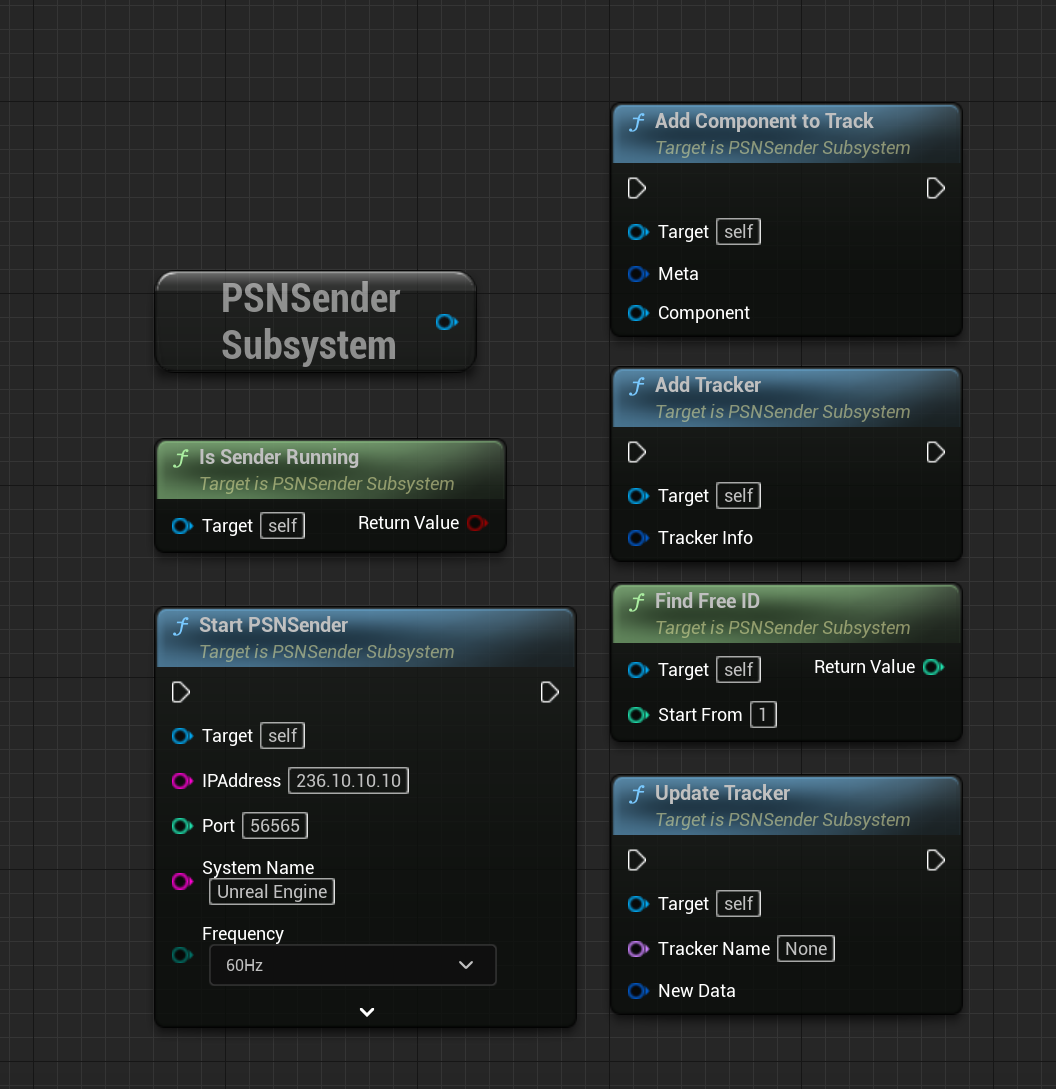 PSNSender
Subsystem
f Is Sender Running
Target is PSNSender Subsystem
Target self Return Value
f Start PSNSender
Target is PSNSender Subsystem
Target self
IPAddress 236.10.10.10
Port 56565
System Name
Unreal Engine
Frequency
60Hz
f Add Component to Track
Target is PSNSender Subsystem
Target self
Meta
Component
f Add Tracker
Target is PSNSender Subsystem
Target self
Tracker Info
f Find Free ID
Target is PSNSender Subsystem
Target self Return Value
Start From 1
f Update Tracker
Target is PSNSender Subsystem
Target self
Tracker Name None
New Data